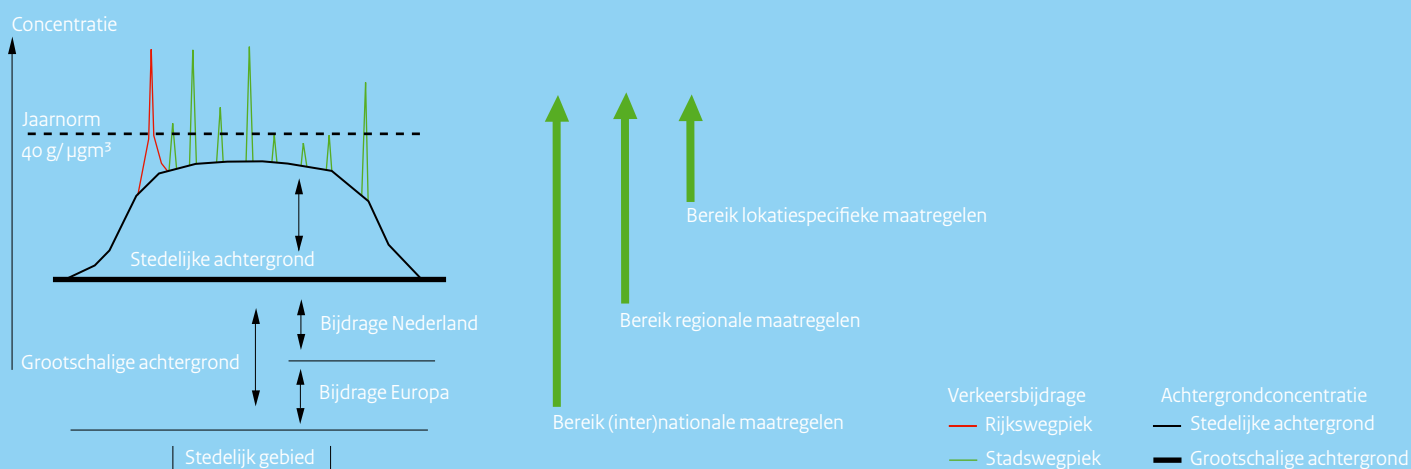 Concentratie
Jaarnorm
40 g/ µgm³
Stedelijke achtergrond
Bijdrage Nederland
Grootschalige achtergrond
Bijdrage Europa
Stedelijk gebied
Bereik lokatiespecifieke maatregelen
Bereik regionale maatregelen
Bereik (inter)nationale maatregelen
Verkeersbijdrage
Rijkswegpiek
Stadswegpiek
Achtergrondconcentratie
Stedelijke achtergrond
Grootschalige achtergrond